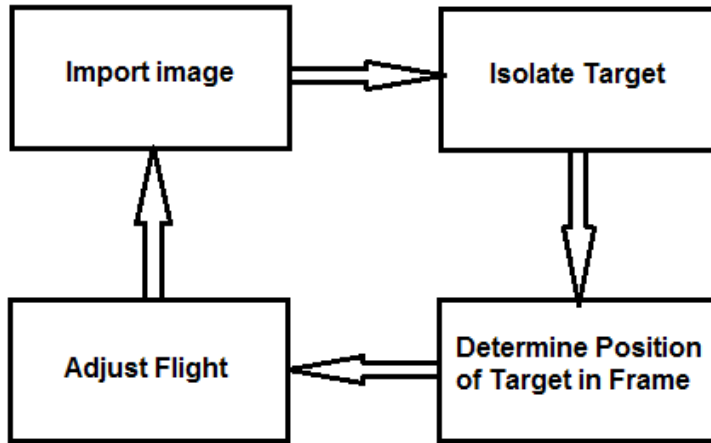 Import image
Isolate Target
Adjust Flight
Determine Position
of Target in Frame